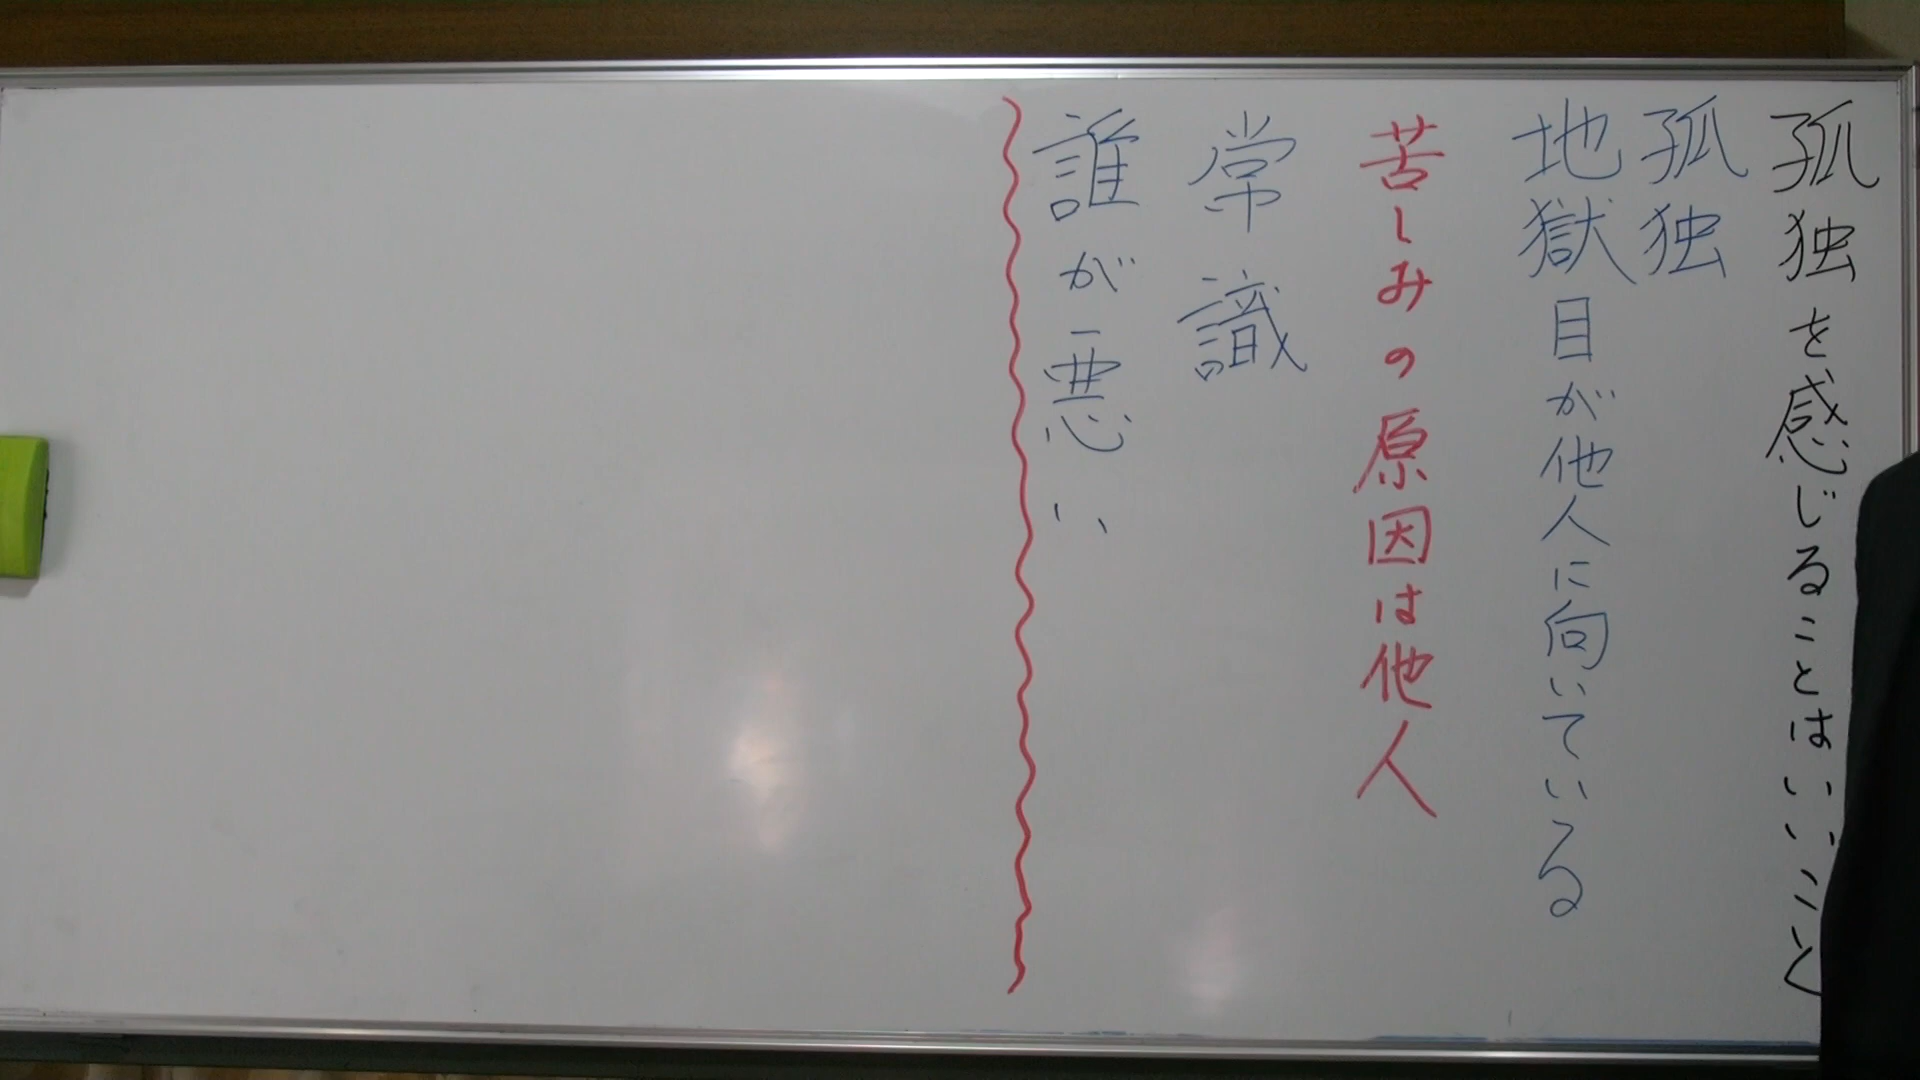 孤独を感じることはいいこと
孤独
地獄目が他人に向いている
苦しみの原因は他人
常識
誰が悪い